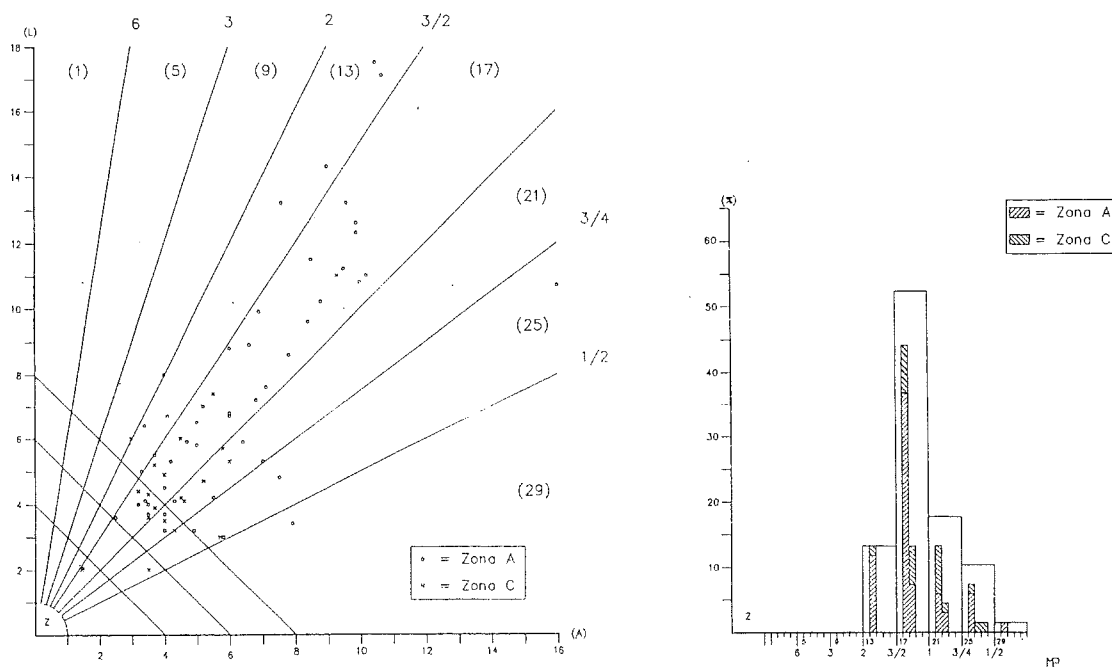 (L) 6 3 2 3/2
18
(1) (5) (9) (13) (17)
16
14
(21)
3/4
12
10
(25)
1/2
8
6
(29)
4
o = Zona A
x = Zona C
2
Z
(A)
2 4 6 8 10 12 14 16
(%)
= Zona A
= Zona C
60
50
40
30
20
10
2
5 9 13 17 21 25 29
6 3 2 3/2 1 3/4 1/2
MP